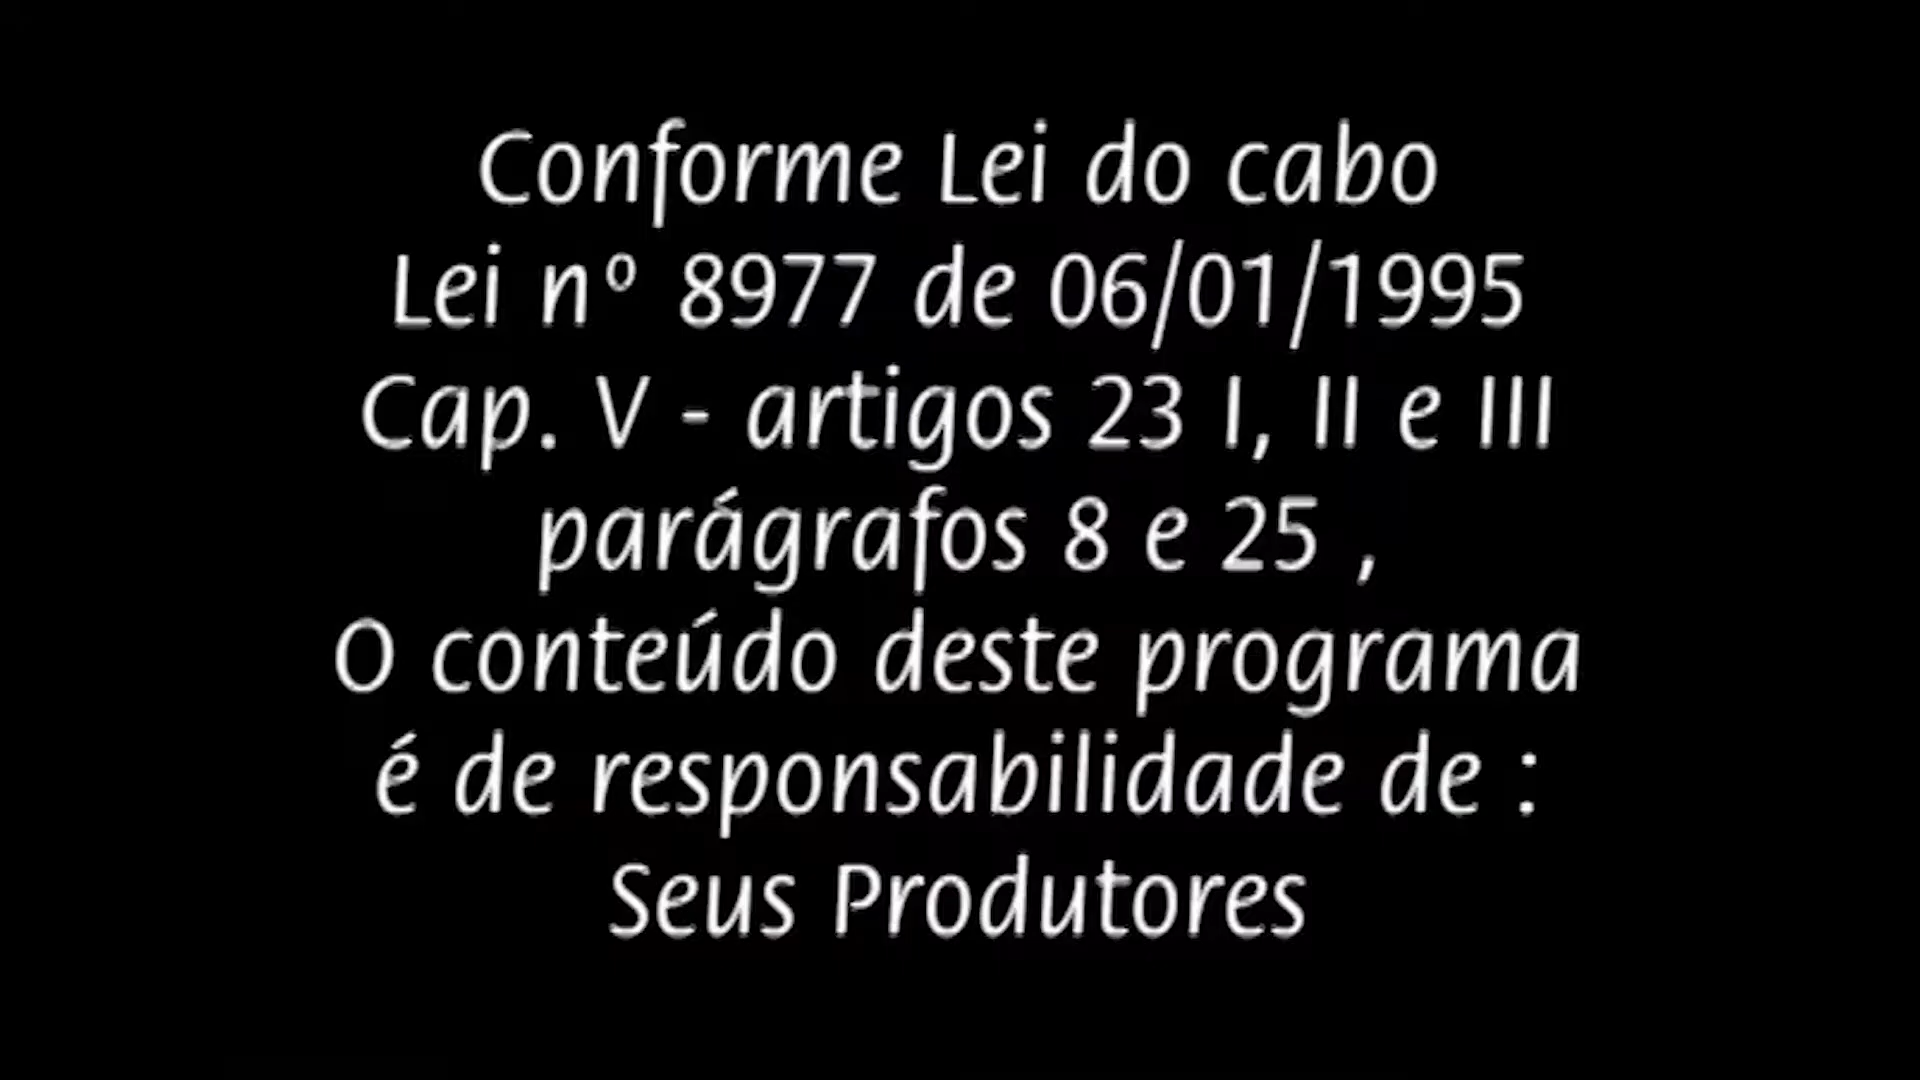 Conforme Lei do cabo
Lei nº 8977 de 06/01/1995
Cap. V - artigos 23 I, II e III
parágrafos 8 e 25 ,
O conteúdo deste programa
é de responsabilidade de :
Seus Produtores